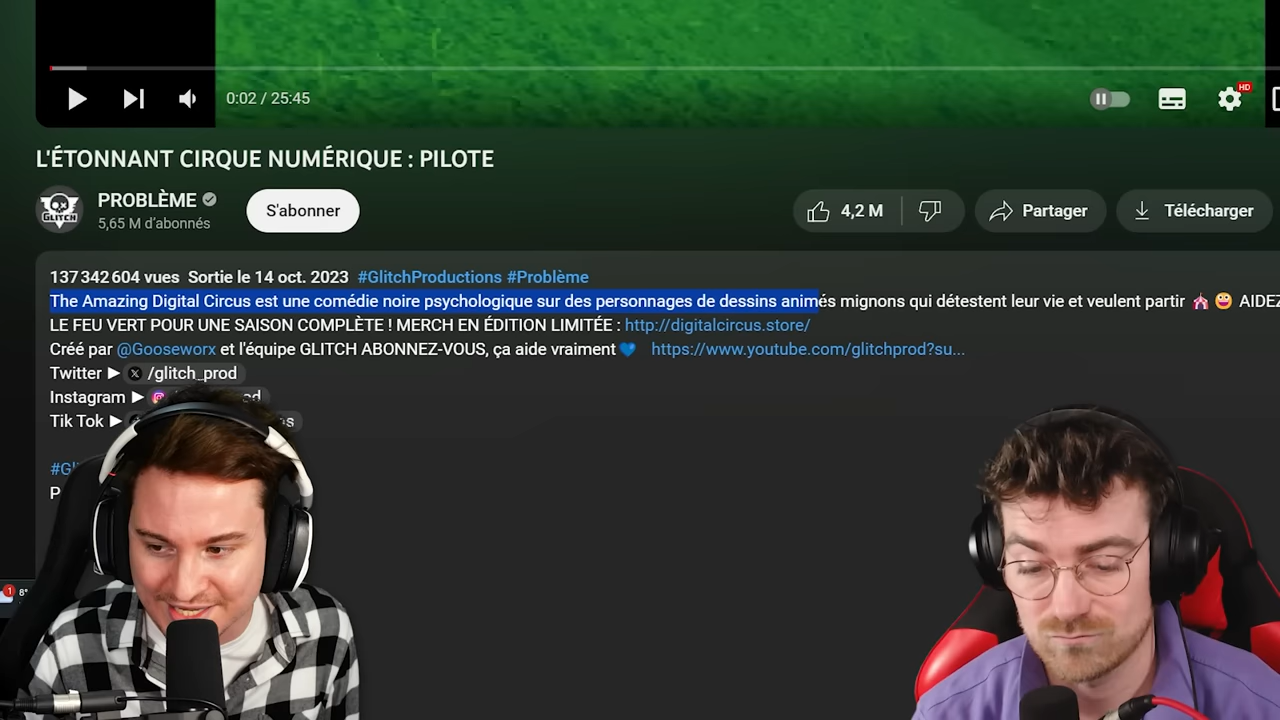 0:02 / 25:45
HD
L'ÉTONNANT CIRQUE NUMÉRIQUE : PILOTE
GLITCH
PROBLÈME
5,65 M d'abonnés
S'abonner
4,2 M
Partager
Télécharger
137 342 604 vues Sortie le 14 oct. 2023 #GlitchProductions #Problème
The Amazing Digital Circus est une comédie noire psychologique sur des personnages de dessins animés mignons qui détestent leur vie et veulent partir 🎪 😀 AIDEZ
LE FEU VERT POUR UNE SAISON COMPLÈTE ! MERCH EN ÉDITION LIMITÉE : http://digitalcircus.store/
Créé par @Gooseworx et l'équipe GLITCH ABONNEZ-VOUS, ça aide vraiment💙 https://www.youtube.com/glitchprod?su...
Twitter ► /glitch_prod
Instagram ►
Tik Tok ►
1
8°